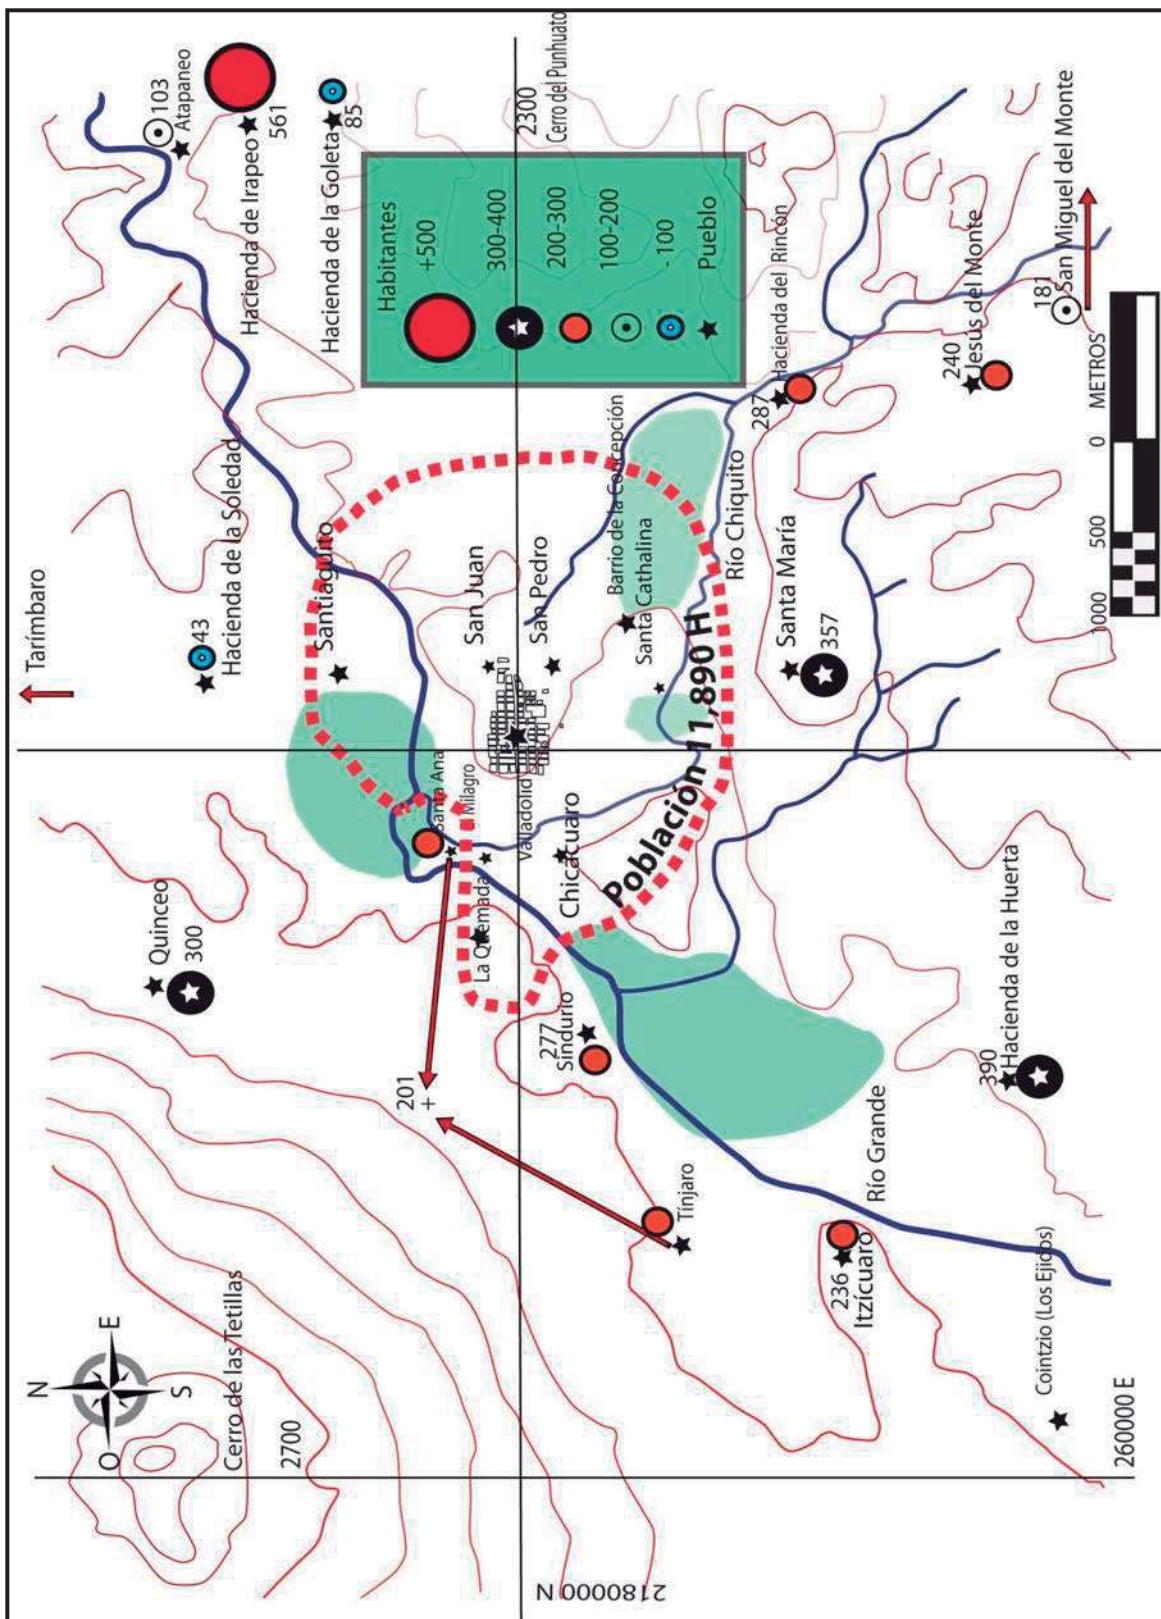 Tarímbaro
N
O
E
S
Cerro de las Tetillas
2700
Quinceo
300
43
Hacienda de la Soledad
103
Atapaneo
Hacienda de Irapeo
561
Hacienda de la Goleta
85
Santiaguito
Santa Ana
Milagro
201
+
La Quemada
San Juan
San Pedro
Valladolid
2180000 N
2300
Cerro del Punhuato
Habitantes
+500
300-400
200-300
100-200
-100
Pueblo
277
Sindurio
Chicacuaro
Barrio de la Concepción
Santa Cathalina
Población 11,890 H
Río Chiquito
Tínjaro
Santa María
357
287
Hacienda del Rincón
236
Itzícuaro
Río Grande
240
Jesús del Monte
390
Hacienda de la Huerta
181
San Miguel del Monte
Cointzio (Los Ejidos)
260000 E
1000
500
0
METROS